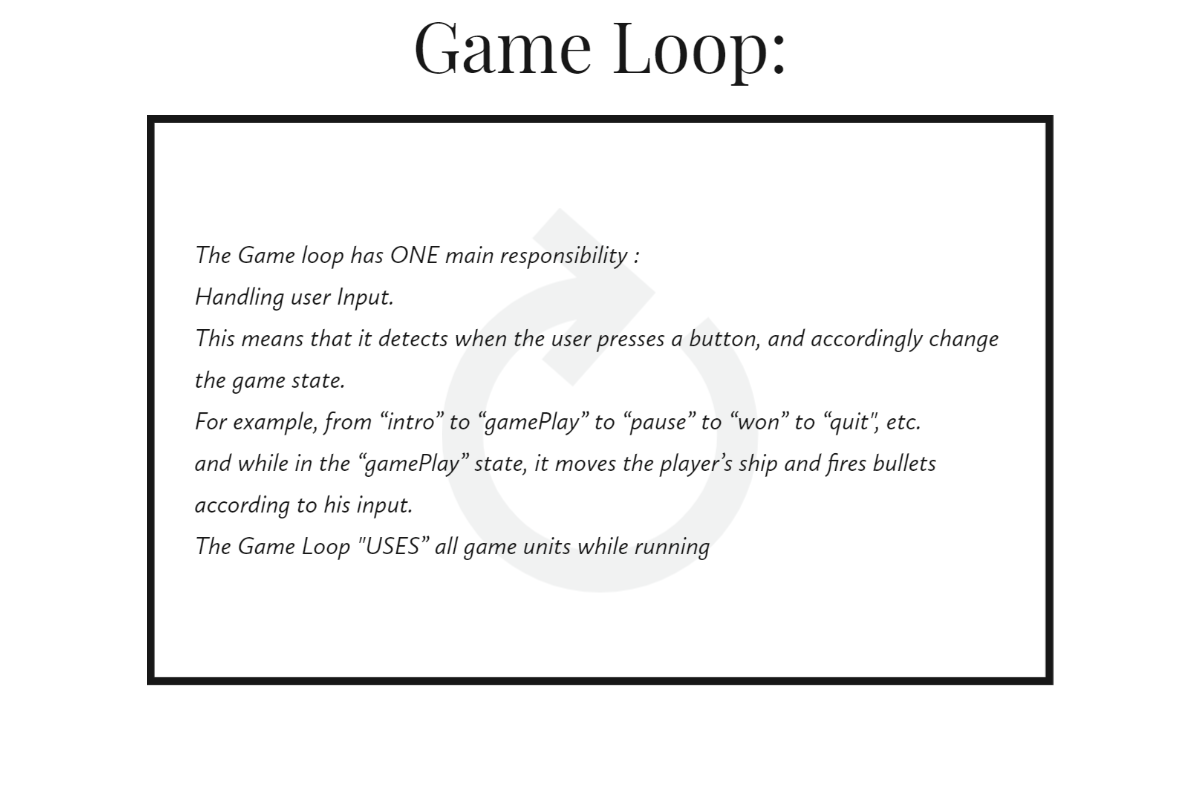 Game Loop:
The Game loop has ONE main responsibility :
Handling user Input.
This means that it detects when the user presses a button, and accordingly change
the game state.
For example, from “intro” to “gamePlay” to “pause” to “won” to “quit", etc.
and while in the “gamePlay” state, it moves the player’s ship and fires bullets
according to his input.
The Game Loop "USES” all game units while running